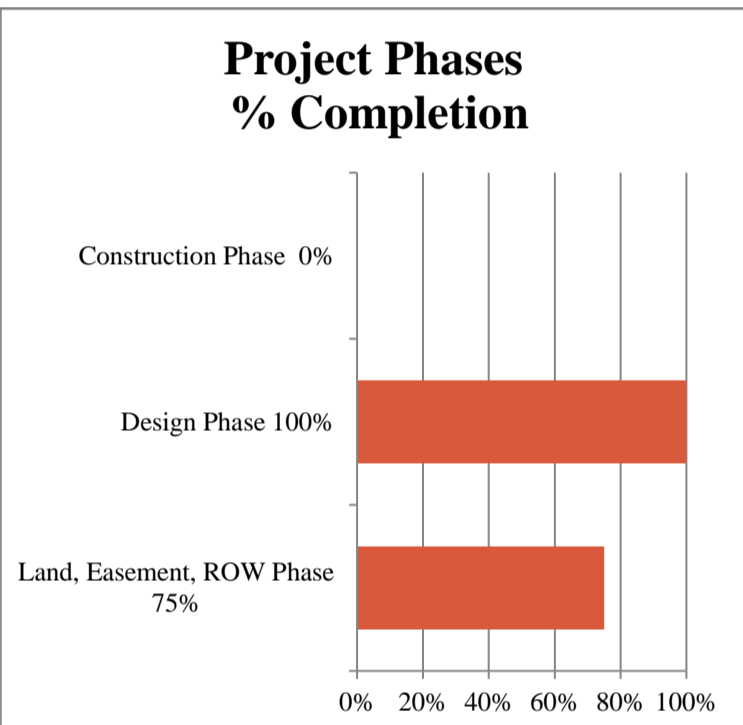 Project Phases
% Completion
Construction Phase  0%
Design Phase 100%
Land, Easement, ROW Phase
75%
0% 20% 40% 60% 80% 100%